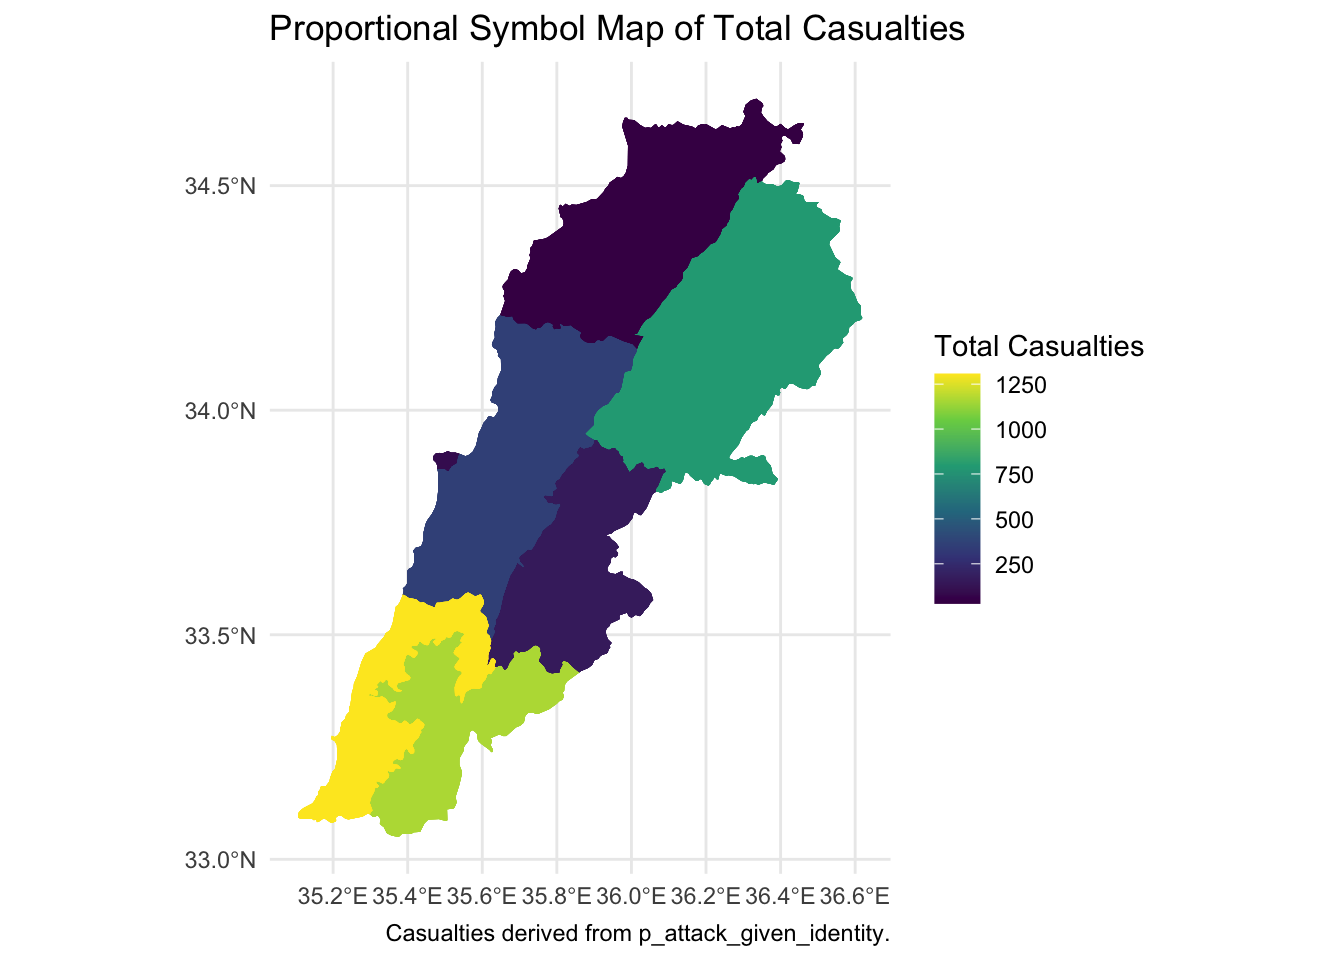 Proportional Symbol Map of Total Casualties
34.5°N
34.0°N
33.5°N
33.0°N
35.2°E 35.4°E 35.6°E 35.8°E 36.0°E 36.2°E 36.4°E 36.6°E
Total Casualties
1250
1000
750
500
250
Casualties derived from p_attack_given_identity.